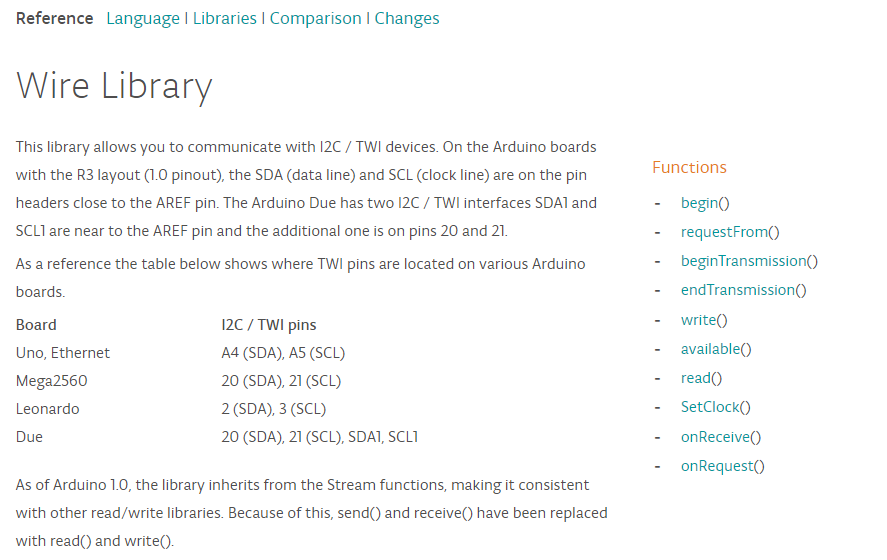 Reference Language | Libraries | Comparison | Changes
Wire Library
This library allows you to communicate with I2C / TWI devices. On the Arduino boards
with the R3 layout (1.0 pinout), the SDA (data line) and SCL (clock line) are on the pin
headers close to the AREF pin. The Arduino Due has two I2C / TWI interfaces SDA1 and
SCL1 are near to the AREF pin and the additional one is on pins 20 and 21.
As a reference the table below shows where TWI pins are located on various Arduino
boards.
Board I2C / TWI pins
Uno, Ethernet A4 (SDA), A5 (SCL)
Mega2560 20 (SDA), 21 (SCL)
Leonardo 2 (SDA), 3 (SCL)
Due 20 (SDA), 21 (SCL), SDA1, SCL1
As of Arduino 1.0, the library inherits from the Stream functions, making it consistent
with other read/write libraries. Because of this, send() and receive() have been replaced
with read() and write().
Functions
- begin()
- requestFrom()
- beginTransmission()
- endTransmission()
- write()
- available()
- read()
- SetClock()
- onReceive()
- onRequest()